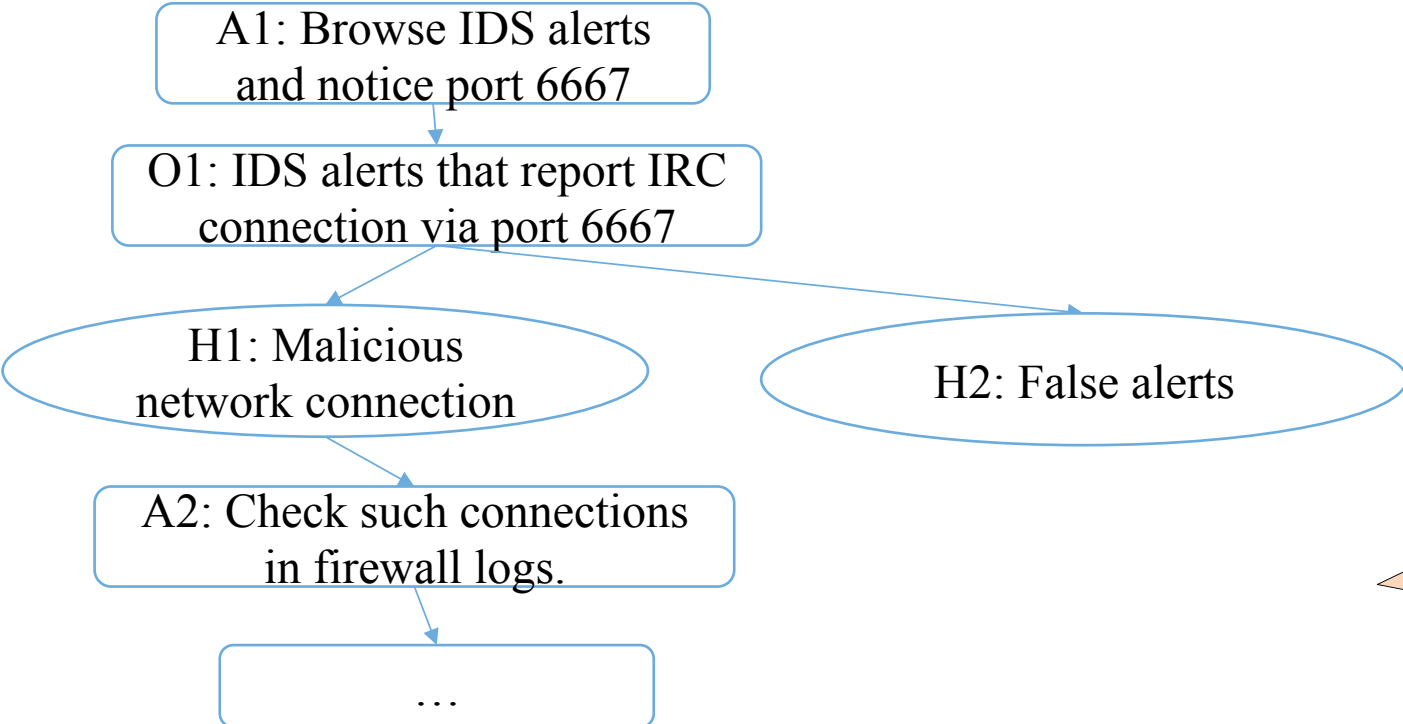 A1: Browse IDS alerts
and notice port 6667
O1: IDS alerts that report IRC
connection via port 6667
H1: Malicious
network connection
H2: False alerts
A2: Check such connections
in firewall logs.
…